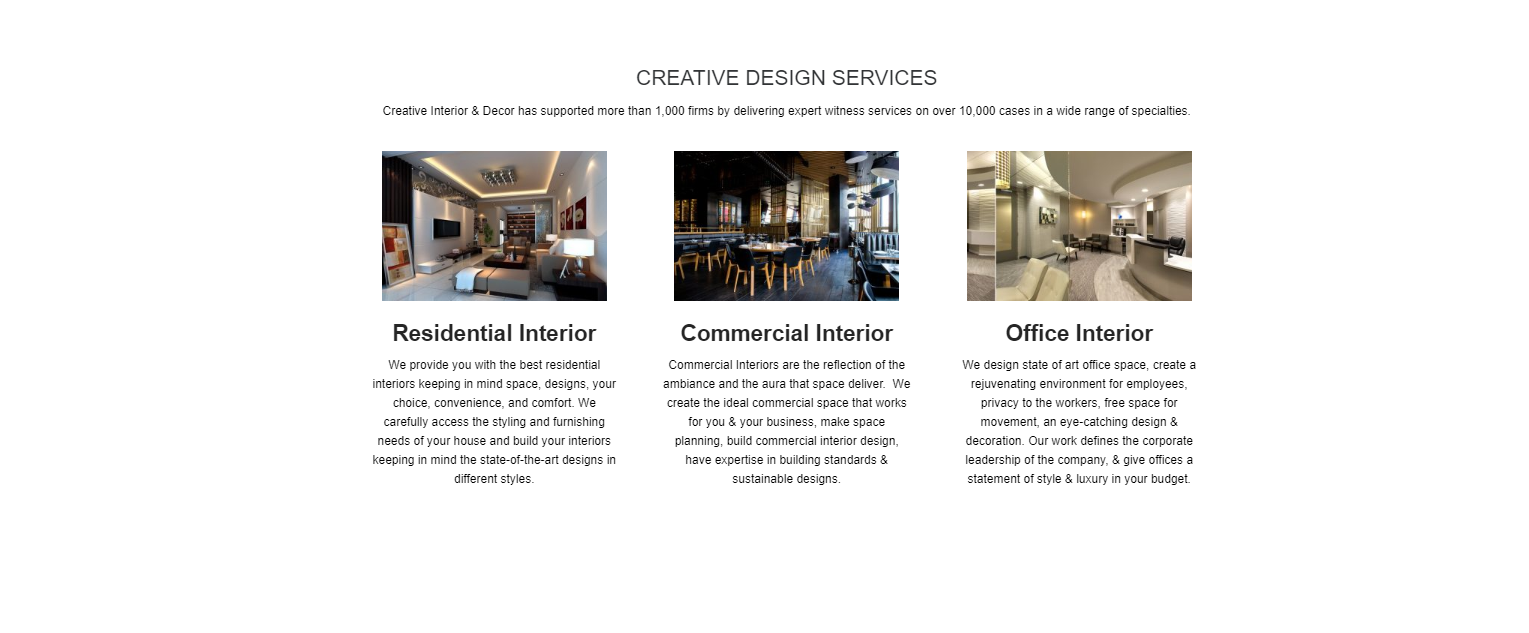 CREATIVE DESIGN SERVICES
Creative Interior & Decor has supported more than 1,000 firms by delivering expert witness services on over 10,000 cases in a wide range of specialties.
Residential Interior
We provide you with the best residential
interiors keeping in mind space, designs, your
choice, convenience, and comfort. We
carefully access the styling and furnishing
needs of your house and build your interiors
keeping in mind the state-of-the-art designs in
different styles.
Commercial Interior
Commercial Interiors are the reflection of the
ambiance and the aura that space deliver.  We
create the ideal commercial space that works
for you & your business, make space
planning, build commercial interior design,
have expertise in building standards &
sustainable designs.
Office Interior
We design state of art office space, create a
rejuvenating environment for employees,
privacy to the workers, free space for
movement, an eye-catching design &
decoration. Our work defines the corporate
leadership of the company, & give offices a
statement of style & luxury in your budget.